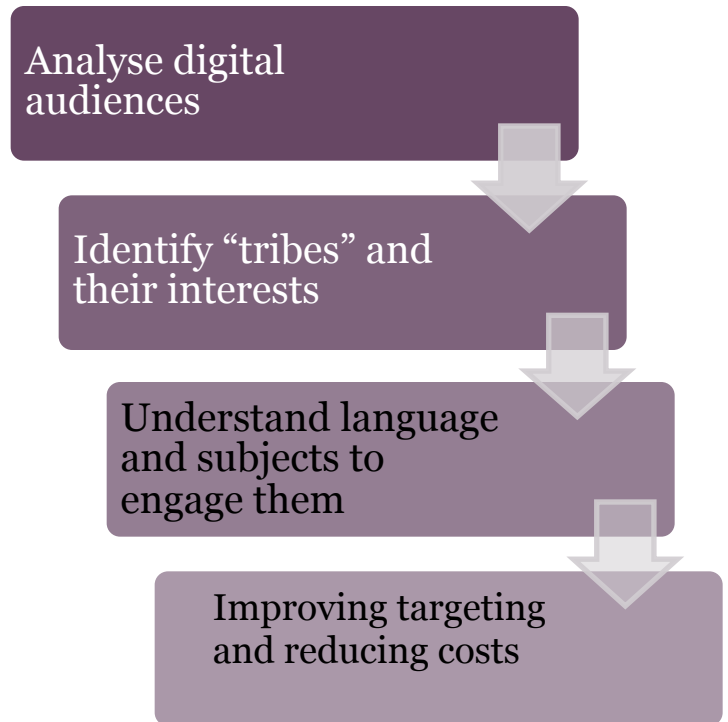 Analyse digital
audiences
Identify “tribes” and
their interests
Understand language
and subjects to
engage them
Improving targeting
and reducing costs